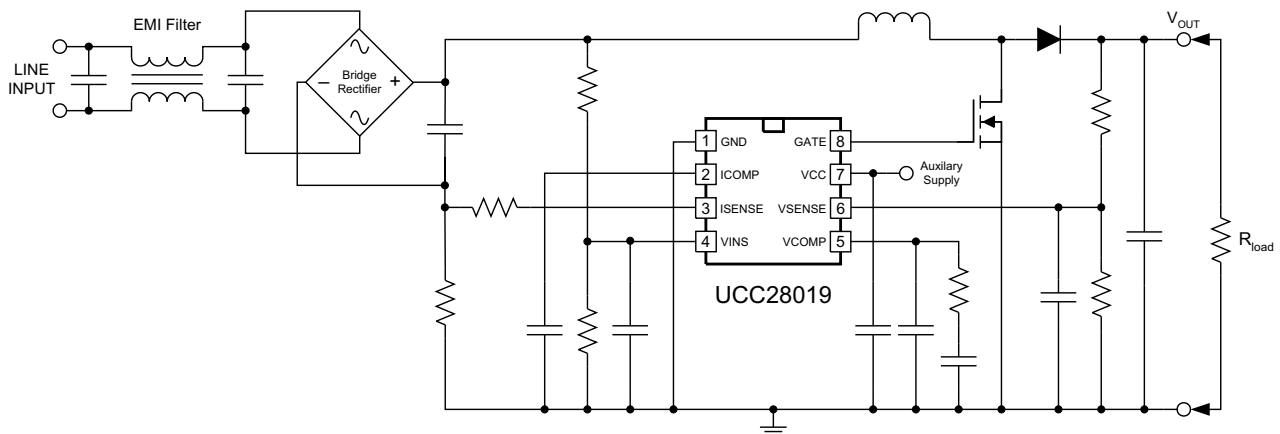 EMI Filter
LINE
INPUT
–
Bridge
Rectifier
+
V_OUT
1 GND
GATE 8
2 ICOMP
VCC 7
Auxilary
Supply
3 ISENSE
VSENSE 6
4 VINS
VCOMP 5
R_load
UCC28019